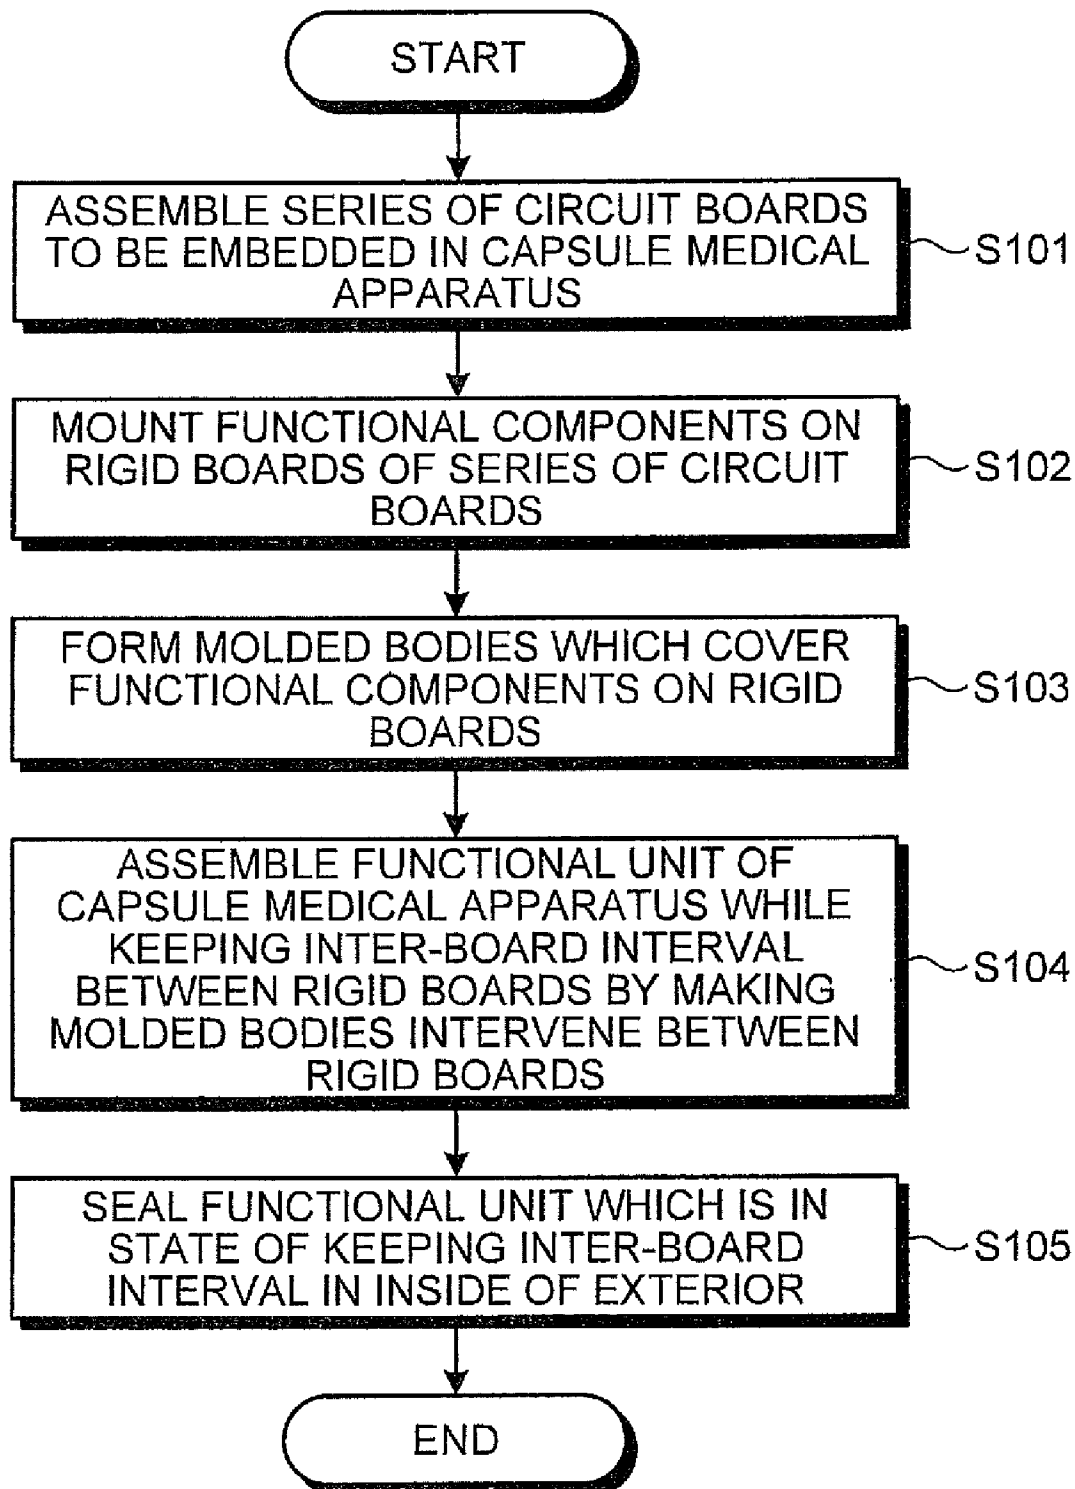 START
ASSEMBLE SERIES OF CIRCUIT BOARDS
TO BE EMBEDDED IN CAPSULE MEDICAL
APPARATUS
S101
MOUNT FUNCTIONAL COMPONENTS ON
RIGID BOARDS OF SERIES OF CIRCUIT
BOARDS
S102
FORM MOLDED BODIES WHICH COVER
FUNCTIONAL COMPONENTS ON RIGID
BOARDS
S103
ASSEMBLE FUNCTIONAL UNIT OF
CAPSULE MEDICAL APPARATUS WHILE
KEEPING INTER-BOARD INTERVAL
BETWEEN RIGID BOARDS BY MAKING
MOLDED BODIES INTERVENE BETWEEN
RIGID BOARDS
S104
SEAL FUNCTIONAL UNIT WHICH IS IN
STATE OF KEEPING INTER-BOARD
INTERVAL IN INSIDE OF EXTERIOR
S105
END